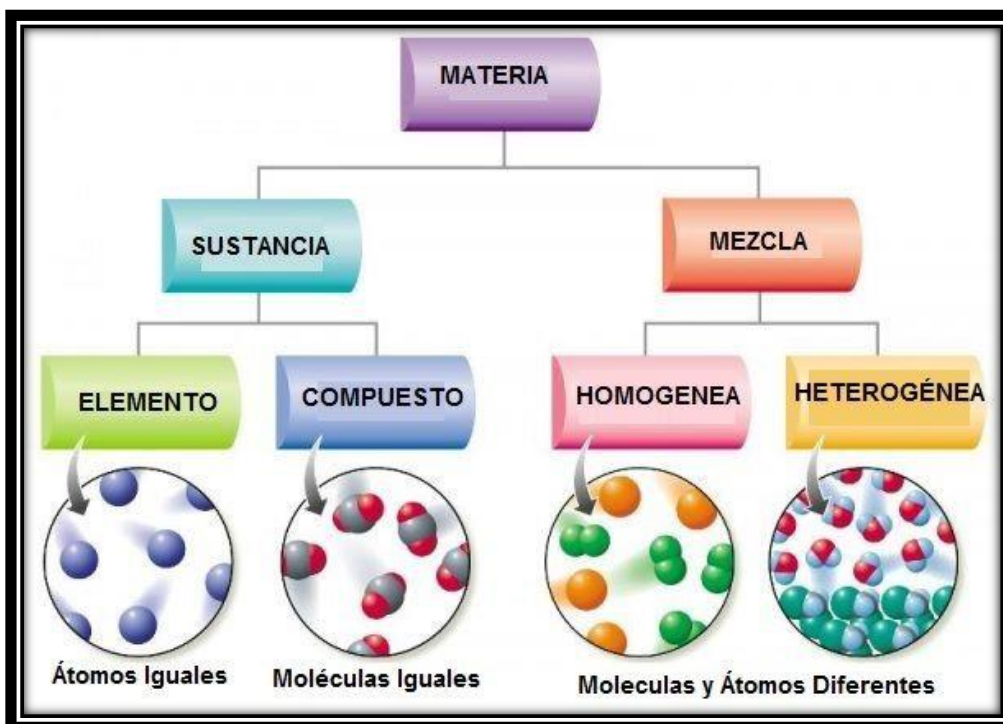 MATERIA
SUSTANCIA
MEZCLA
ELEMENTO
COMPUESTO
HOMOGENEA
HETEROGÉNEA
Átomos Iguales
Moléculas Iguales
Moleculas y Átomos Diferentes